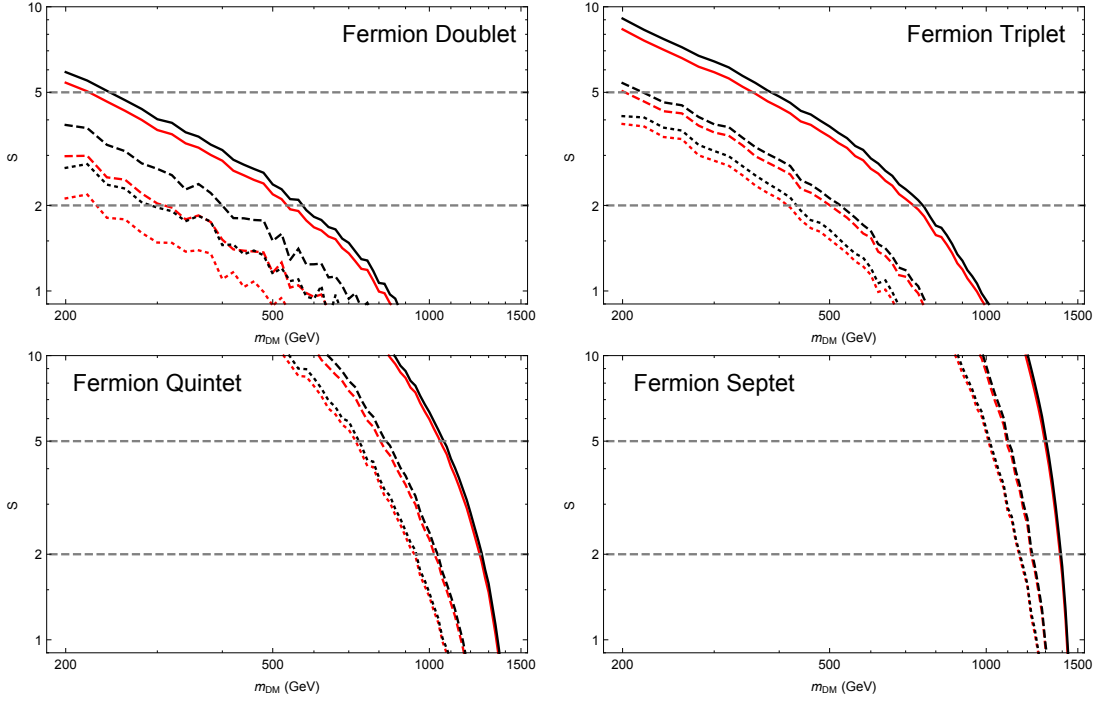 Fermion Doublet
10
5
2
1
S
200
500
1000
1500
m_DM (GeV)
Fermion Triplet
10
5
2
1
S
200
500
1000
1500
m_DM (GeV)
Fermion Quintet
10
5
2
1
S
200
500
1000
1500
m_DM (GeV)
Fermion Septet
10
5
2
1
S
200
500
1000
1500
m_DM (GeV)